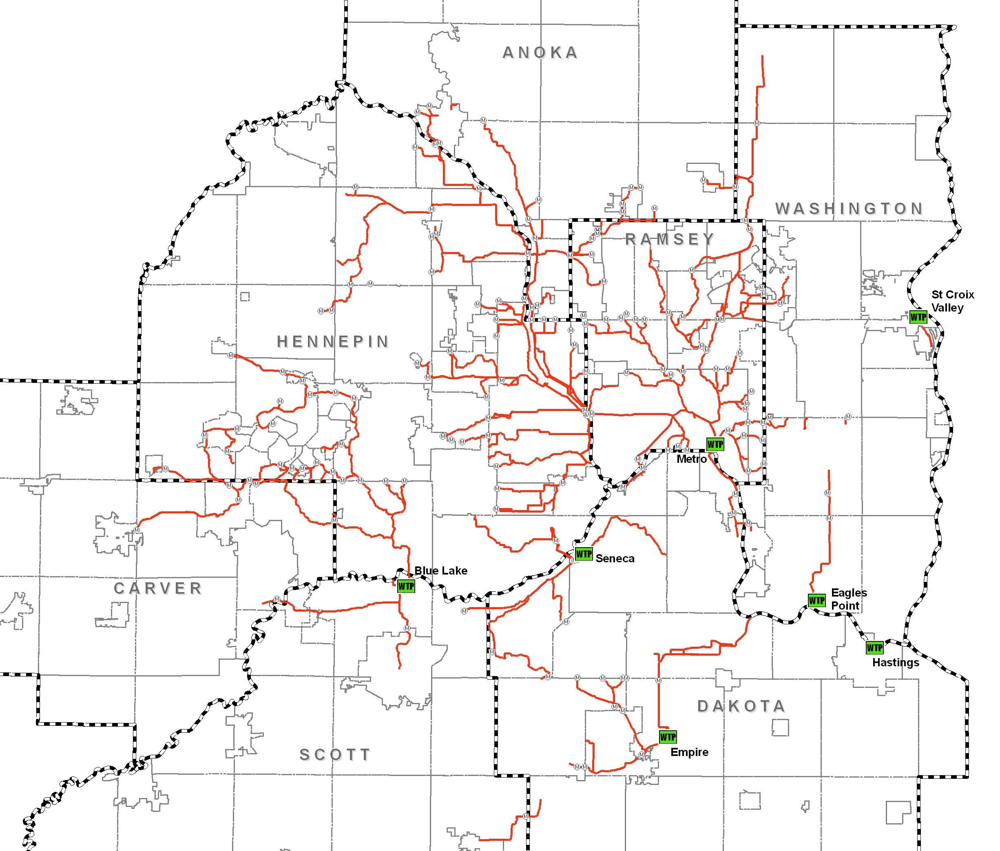 ANOKA
WASHINGTON
RAMSEY
St Croix
Valley
WTP
HENNEPIN
WTP
Metro
WTP
Seneca
Blue Lake
WTP
CARVER
Eagles
Point
WTP
WTP
Hastings
DAKOTA
WTP
Empire
SCOTT